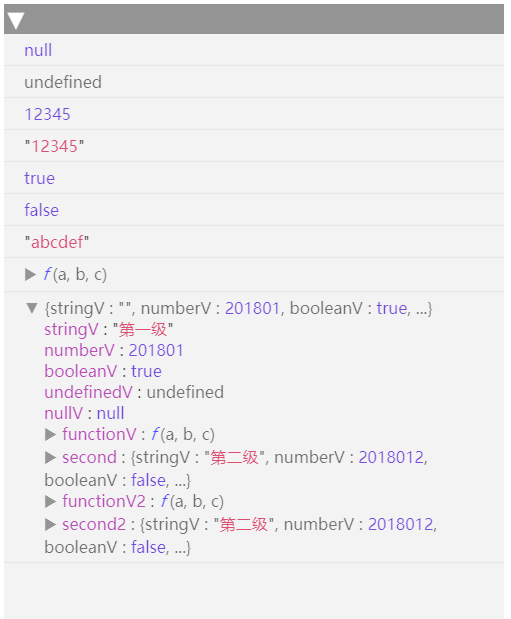 ▼
null
undefined
12345
"12345"
true
false
"abcdef"
▶ f (a, b, c)
▼ {stringV : "", numberV : 201801, booleanV : true, ...}
stringV : "第一级"
numberV : 201801
booleanV : true
undefinedV : undefined
nullV : null
▶ functionV : f (a, b, c)
▶ second : {stringV : "第二级", numberV : 2018012,
booleanV : false, ...}
▶ functionV2 : f (a, b, c)
▶ second2 : {stringV : "第二级", numberV : 2018012,
booleanV : false, ...}